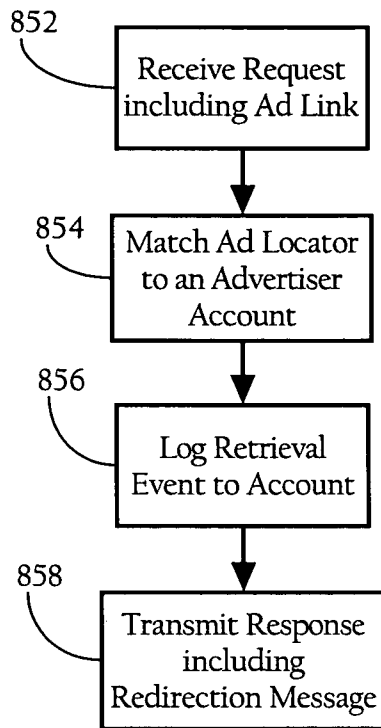 852
Receive Request
including Ad Link
854
Match Ad Locator
to an Advertiser
Account
856
Log Retrieval
Event to Account
858
Transmit Response
including
Redirection Message